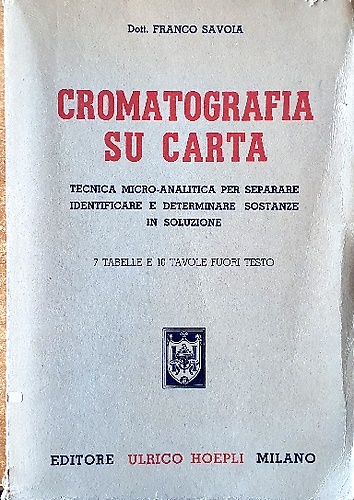 Dott. FRANCO SAVOIA
CROMATOGRAFIA
SU CARTA
TECNICA MICRO-ANALITICA PER SEPARARE
IDENTIFICARE E DETERMINARE SOSTANZE
IN SOLUZIONE
7 TABELLE E 10 TAVOLE FUORI TESTO
EDITORE ULRICO HOEPLI MILANO